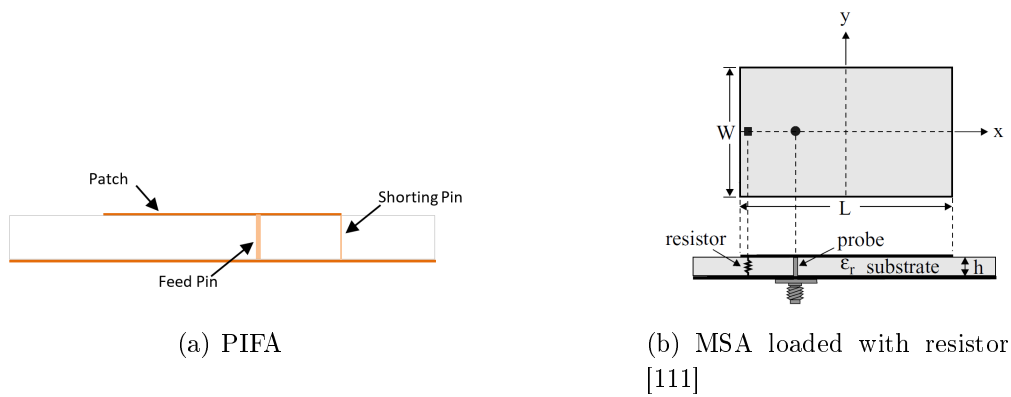 Patch
Shorting Pin
Feed Pin
(a) PIFA
y
W
x
L
resistor
probe
εr substrate
h
(b) MSA loaded with resistor
[111]